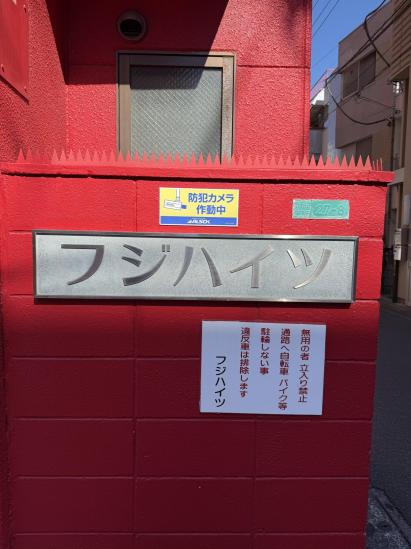 防犯カメラ
作動中
ALSOK
27-8
フジハイツ
無用の者 立入り禁止
通路へ自転車 バイク等
駐輪しない事
違反車は排除します
フジハイツ